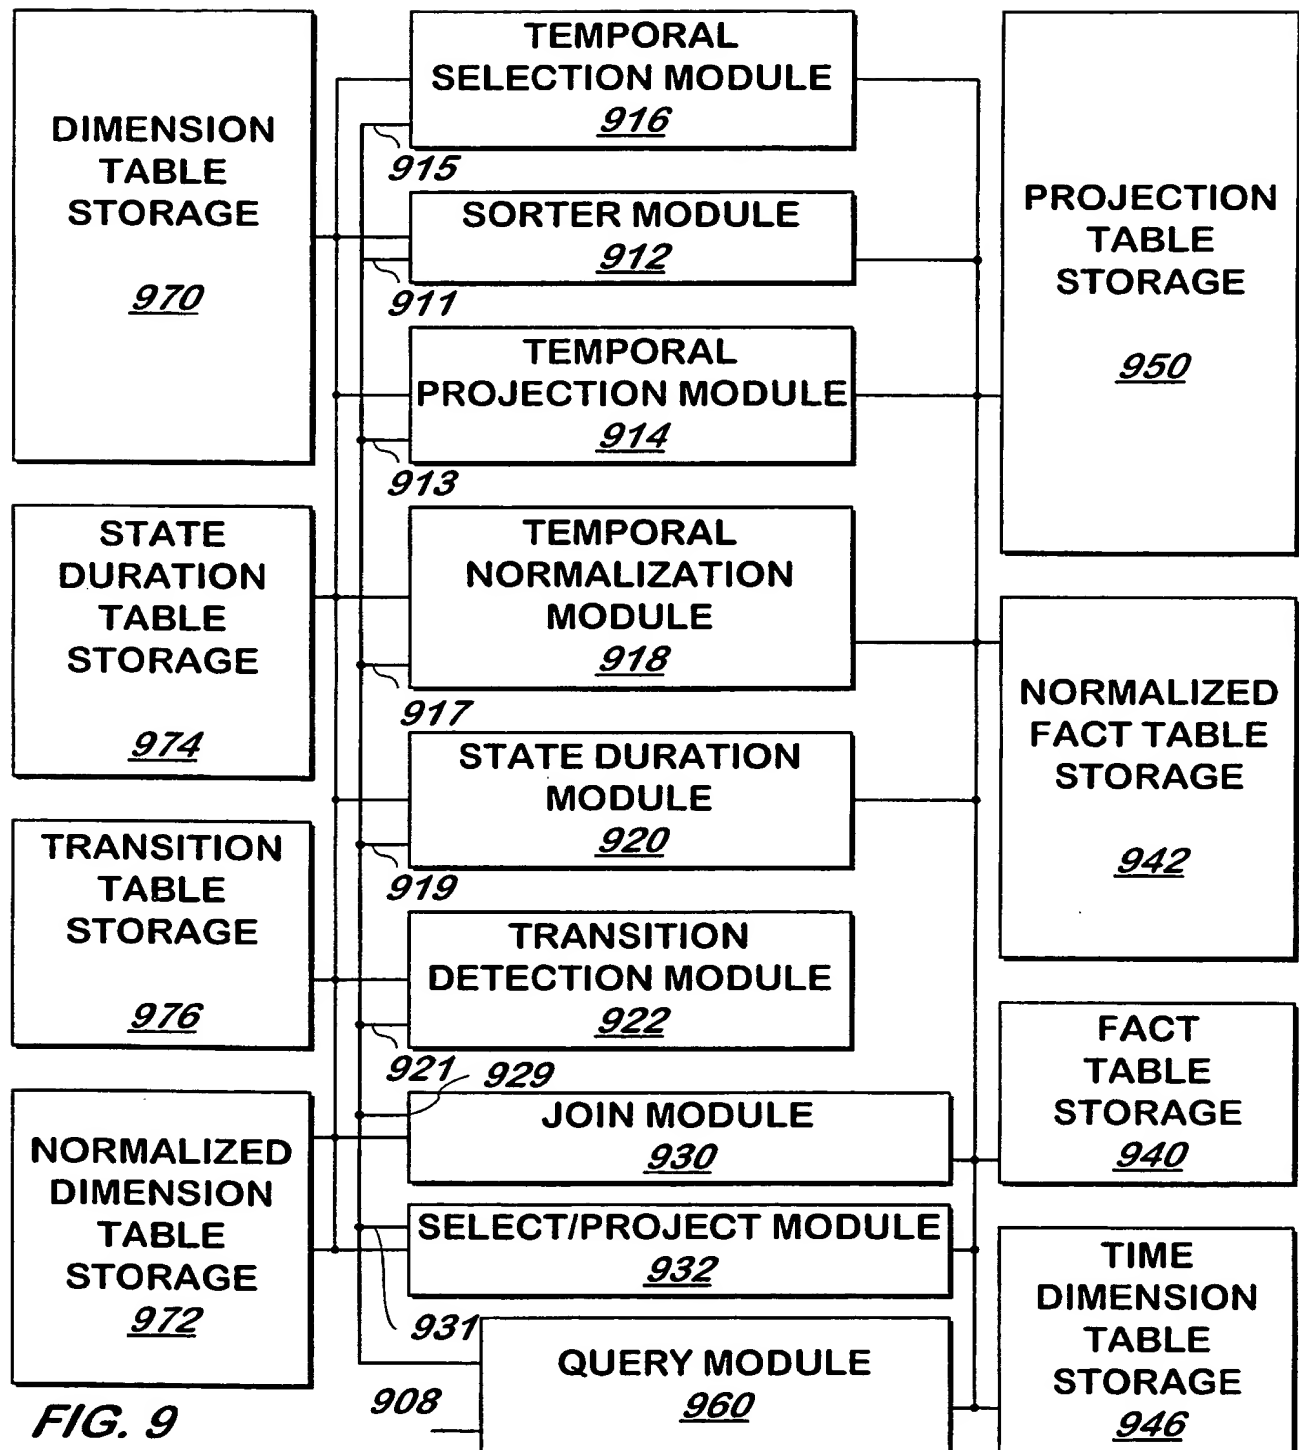 DIMENSION
TABLE
STORAGE
970
STATE
DURATION
TABLE
STORAGE
974
TRANSITION
TABLE
STORAGE
976
NORMALIZED
DIMENSION
TABLE
STORAGE
972
TEMPORAL
SELECTION MODULE
916
915
SORTER MODULE
912
911
TEMPORAL
PROJECTION MODULE
914
913
TEMPORAL
NORMALIZATION
MODULE
918
917
STATE DURATION
MODULE
920
919
TRANSITION
DETECTION MODULE
922
921
929
JOIN MODULE
930
SELECT/PROJECT MODULE
932
931
QUERY MODULE
960
908
PROJECTION
TABLE
STORAGE
950
NORMALIZED
FACT TABLE
STORAGE
942
FACT
TABLE
STORAGE
940
TIME
DIMENSION
TABLE
STORAGE
946
FIG. 9